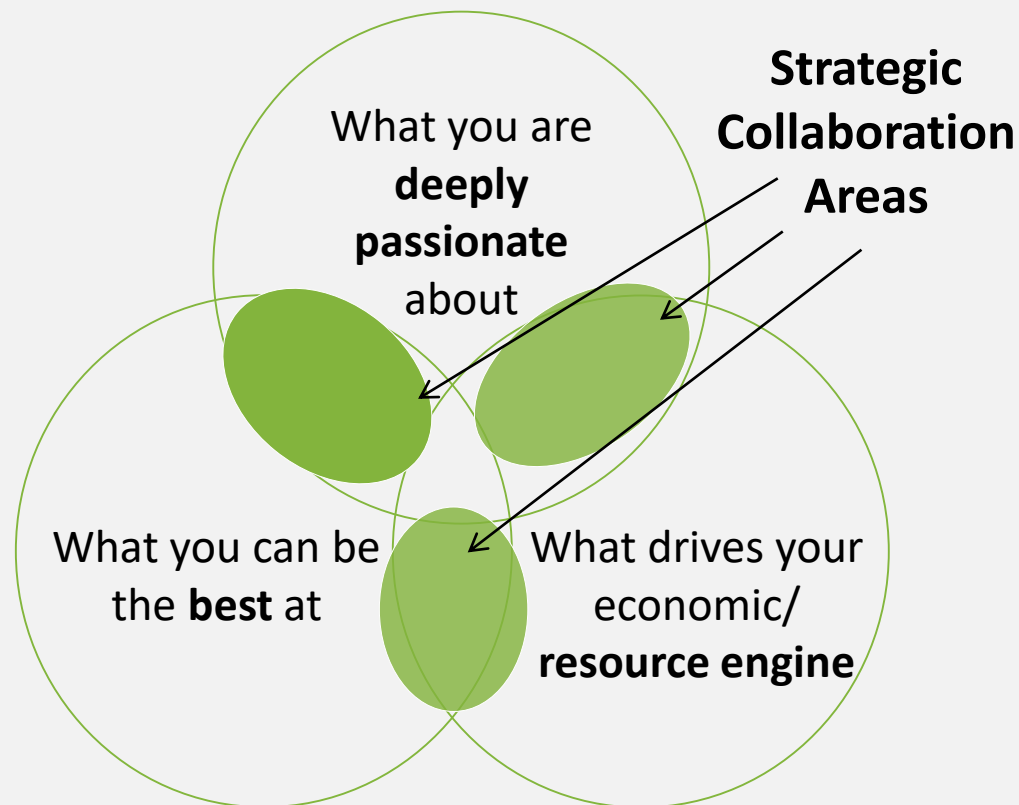 Strategic
Collaboration
Areas
What you are
deeply
passionate
about
What you can be
the best at
What drives your
economic/
resource engine